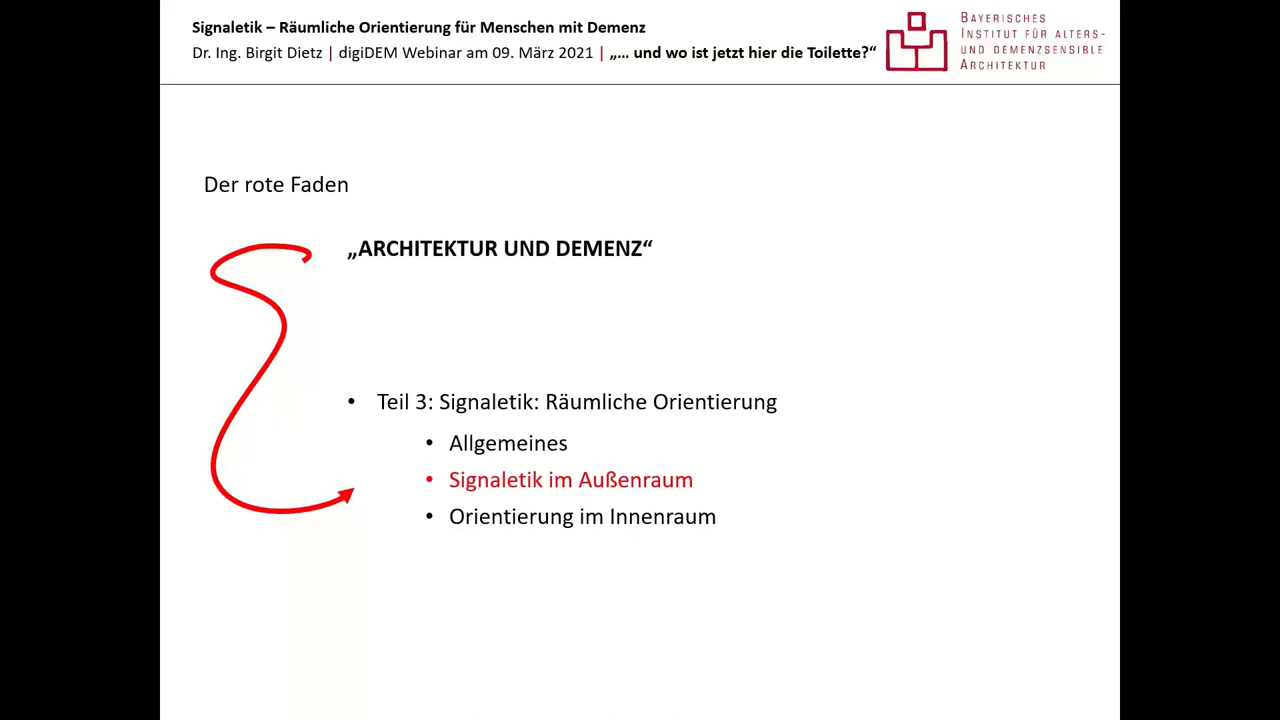 Signaletik – Räumliche Orientierung für Menschen mit Demenz
Dr. Ing. Birgit Dietz | digiDEM Webinar am 09. März 2021 | „… und wo ist jetzt hier die Toilette?“
BAYERISCHES
INSTITUT FÜR ALTERS-
UND DEMENZSENSIBLE
ARCHITEKTUR
Der rote Faden
„ARCHITEKTUR UND DEMENZ“
• Teil 3: Signaletik: Räumliche Orientierung
• Allgemeines
• Signaletik im Außenraum
• Orientierung im Innenraum